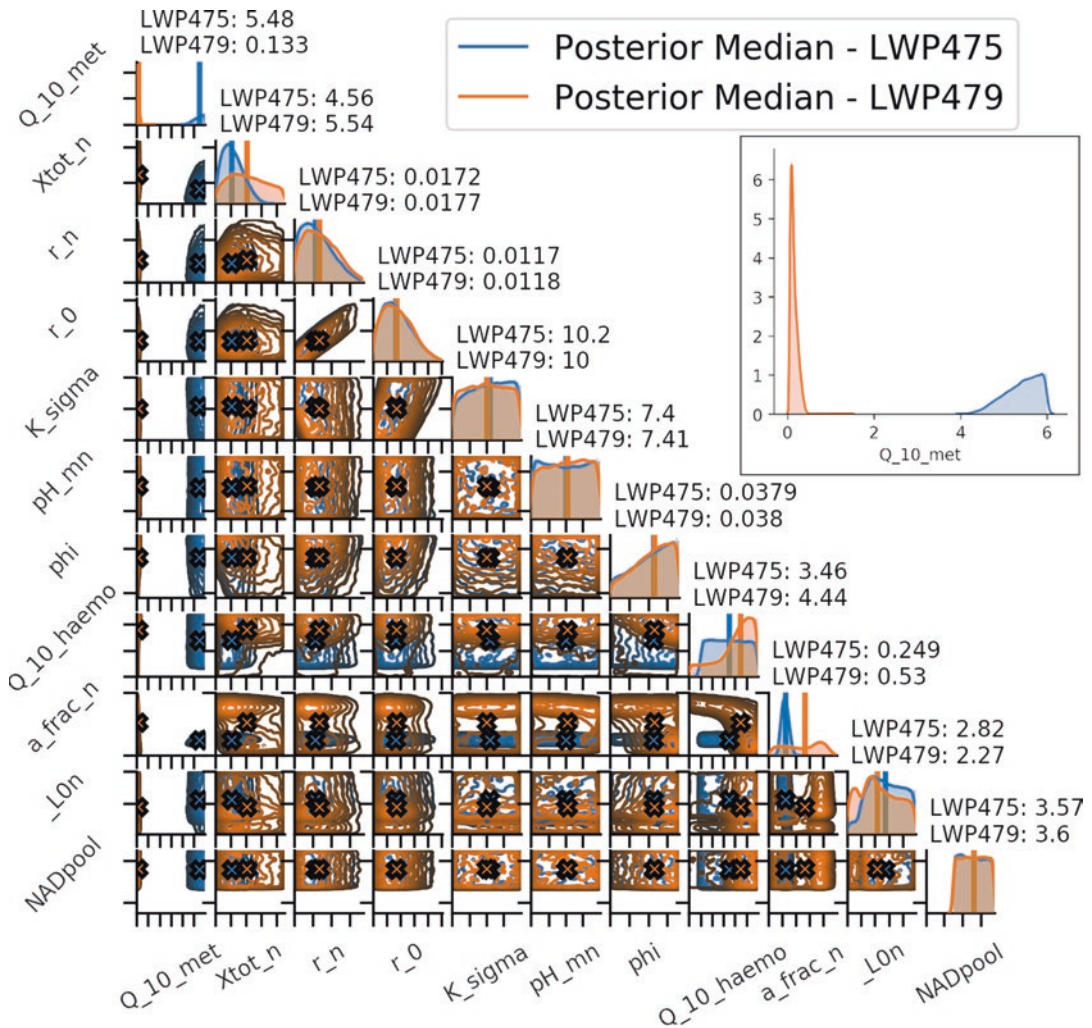 LWP475: 5.48
LWP479: 0.133
Posterior Median - LWP475
Posterior Median - LWP479
Q_10_met
LWP475: 4.56
LWP479: 5.54
Xtot_n
LWP475: 0.0172
LWP479: 0.0177
r_n
LWP475: 0.0117
LWP479: 0.0118
r_0
LWP475: 10.2
LWP479: 10
K_sigma
LWP475: 7.4
LWP479: 7.41
pH_mn
LWP475: 0.0379
LWP479: 0.038
phi
LWP475: 3.46
LWP479: 4.44
Q_10_haemo
LWP475: 0.249
LWP479: 0.53
a_frac_n
LWP475: 2.82
LWP479: 2.27
_L0n
LWP475: 3.57
LWP479: 3.6
NADpool
6
5
4
3
2
1
0
0 2 4 6
Q_10_met
Q_10_met
Xtot_n
r_n
r_0
K_sigma
pH_mn
phi
Q_10_haemo
a_frac_n
_L0n
NADpool